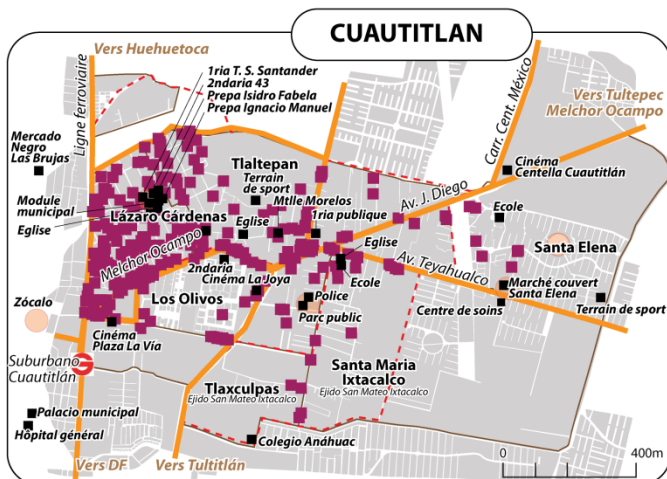 CUAUTITLAN
Vers Huehuetoca
1ria T. S. Santander
2ndaria 43
Prepa Isidro Fabela
Prepa Ignacio Manuel
Ligne ferroviaire
Carr. Cent. México
Vers Tultepec
Melchor Ocampo
Mercado
Negro
Las Brujas
Tlaltepan
Terrain
de sport
Cinéma
Centella Cuautitlán
Module
municipal
Mtlle Morelos
Av. J. Diego
Lázaro Cárdenas
1ria publique
Ecole
Eglise
Eglise
Eglise
Santa Elena
Melchor Ocampo
2ndaria
Cinéma La Joya
Av. Teyahualco
Ecole
Marché couvert
Santa Elena
Zócalo
Los Olivos
Police
Parc public
Centre de soins
Terrain de sport
Cinéma
Plaza La Vía
Suburbano
Cuautitlán
Santa Maria
Ixtacalco
Ejido San Mateo Ixtacalco
Tlaxculpas
Ejido San Mateo Ixtacalco
Palacio municipal
Hôpital général
Colegio Anáhuac
Vers DF
Vers Tultitlán
0
400m